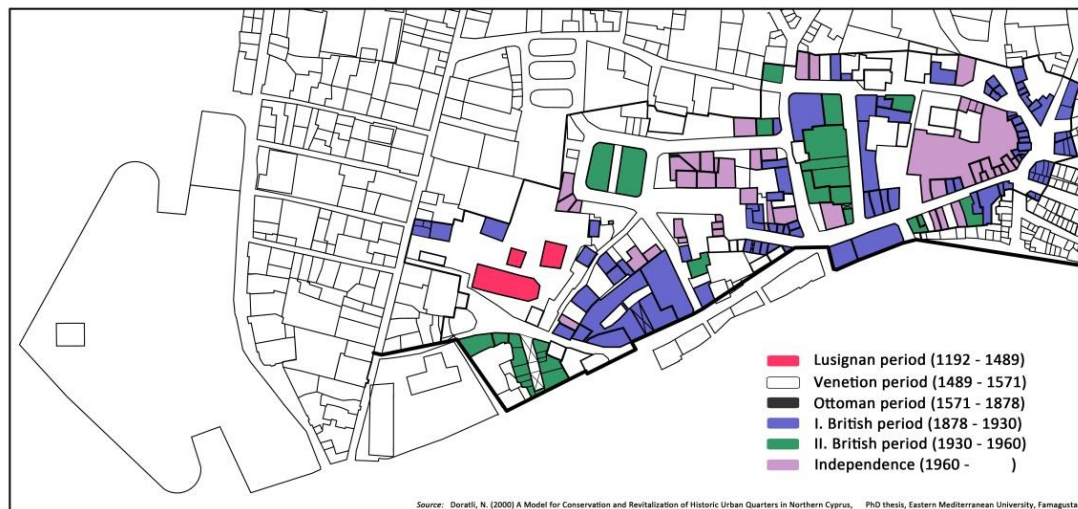 Lusignan period (1192 - 1489)
Venetion period (1489 - 1571)
Ottoman period (1571 - 1878)
I. British period (1878 - 1930)
II. British period (1930 - 1960)
Independence (1960 - )
Source: Doratli, N. (2000) A Model for Conservation and Revitalization of Historic Urban Quarters in Northern Cyprus, PhD thesis, Eastern Mediterranean University, Famagusta